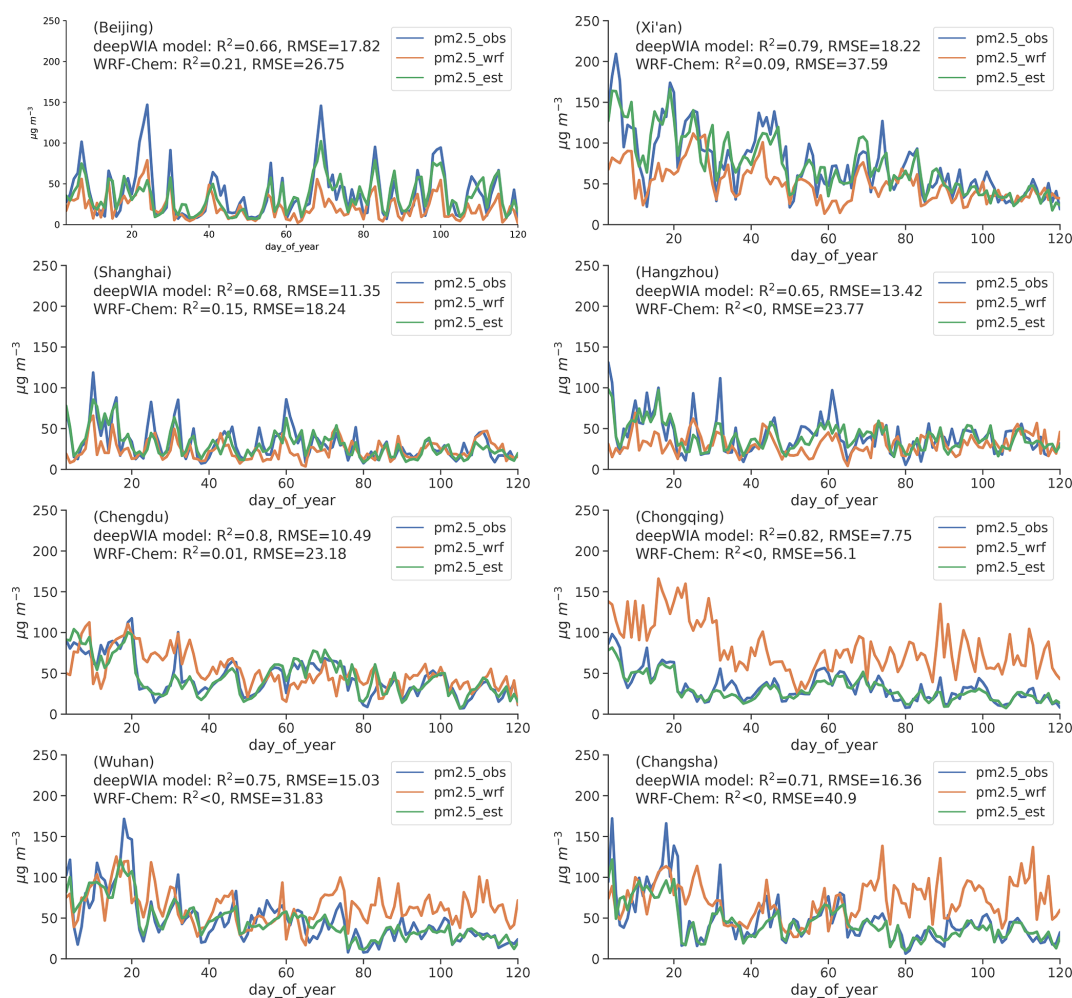 (Beijing)
deepWIA model: R²=0.66, RMSE=17.82
WRF-Chem: R²=0.21, RMSE=26.75
pm2.5_obs
pm2.5_wrf
pm2.5_est
250
200
150
100
50
0
μg m⁻³
20 40 60 80 100 120
day_of_year
(Xi'an)
deepWIA model: R²=0.79, RMSE=18.22
WRF-Chem: R²=0.09, RMSE=37.59
pm2.5_obs
pm2.5_wrf
pm2.5_est
250
200
150
100
50
0
μg m⁻³
20 40 60 80 100 120
day_of_year
(Shanghai)
deepWIA model: R²=0.68, RMSE=11.35
WRF-Chem: R²=0.15, RMSE=18.24
pm2.5_obs
pm2.5_wrf
pm2.5_est
250
200
150
100
50
0
μg m⁻³
20 40 60 80 100 120
day_of_year
(Hangzhou)
deepWIA model: R²=0.65, RMSE=13.42
WRF-Chem: R²<0, RMSE=23.77
pm2.5_obs
pm2.5_wrf
pm2.5_est
250
200
150
100
50
0
μg m⁻³
20 40 60 80 100 120
day_of_year
(Chengdu)
deepWIA model: R²=0.8, RMSE=10.49
WRF-Chem: R²=0.01, RMSE=23.18
pm2.5_obs
pm2.5_wrf
pm2.5_est
250
200
150
100
50
0
μg m⁻³
20 40 60 80 100 120
day_of_year
(Chongqing)
deepWIA model: R²=0.82, RMSE=7.75
WRF-Chem: R²<0, RMSE=56.1
pm2.5_obs
pm2.5_wrf
pm2.5_est
250
200
150
100
50
0
μg m⁻³
20 40 60 80 100 120
day_of_year
(Wuhan)
deepWIA model: R²=0.75, RMSE=15.03
WRF-Chem: R²<0, RMSE=31.83
pm2.5_obs
pm2.5_wrf
pm2.5_est
250
200
150
100
50
0
μg m⁻³
20 40 60 80 100 120
day_of_year
(Changsha)
deepWIA model: R²=0.71, RMSE=16.36
WRF-Chem: R²<0, RMSE=40.9
pm2.5_obs
pm2.5_wrf
pm2.5_est
250
200
150
100
50
0
μg m⁻³
20 40 60 80 100 120
day_of_year